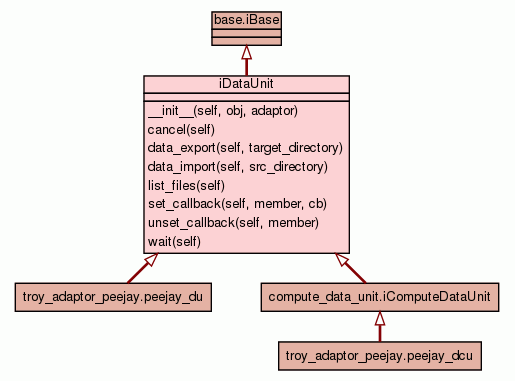 base.iBase
iDataUnit
__init__(self, obj, adaptor)
cancel(self)
data_export(self, target_directory)
data_import(self, src_directory)
list_files(self)
set_callback(self, member, cb)
unset_callback(self, member)
wait(self)
troy_adaptor_peejay.peejay_du
compute_data_unit.iComputeDataUnit
troy_adaptor_peejay.peejay_dcu